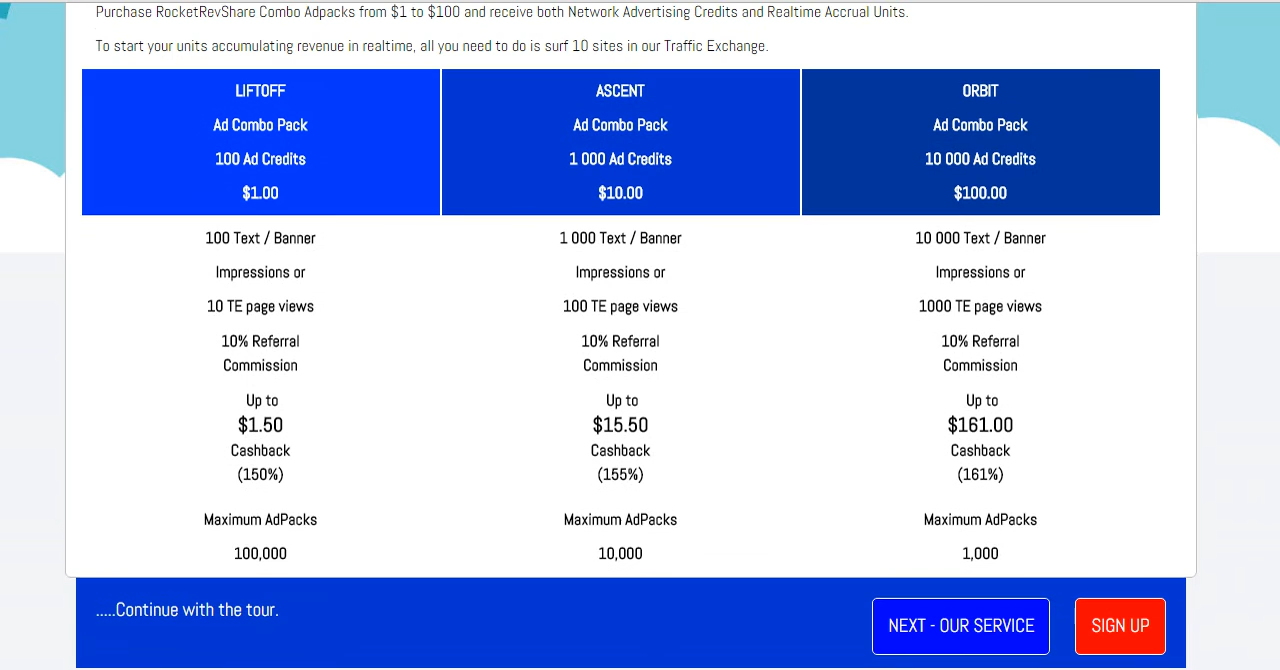 Purchase RocketRevShare Combo Adpacks from $1 to $100 and receive both Network Advertising Credits and Realtime Accrual Units.
To start your units accumulating revenue in realtime, all you need to do is surf 10 sites in our Traffic Exchange.
LIFTOFF
Ad Combo Pack
100 Ad Credits
$1.00
ASCENT
Ad Combo Pack
1 000 Ad Credits
$10.00
ORBIT
Ad Combo Pack
10 000 Ad Credits
$100.00
100 Text / Banner
Impressions or
10 TE page views
10% Referral
Commission
Up to
$1.50
Cashback
(150%)
Maximum AdPacks
100,000
1 000 Text / Banner
Impressions or
100 TE page views
10% Referral
Commission
Up to
$15.50
Cashback
(155%)
Maximum AdPacks
10,000
10 000 Text / Banner
Impressions or
1000 TE page views
10% Referral
Commission
Up to
$161.00
Cashback
(161%)
Maximum AdPacks
1,000
.....Continue with the tour.
NEXT - OUR SERVICE
SIGN UP